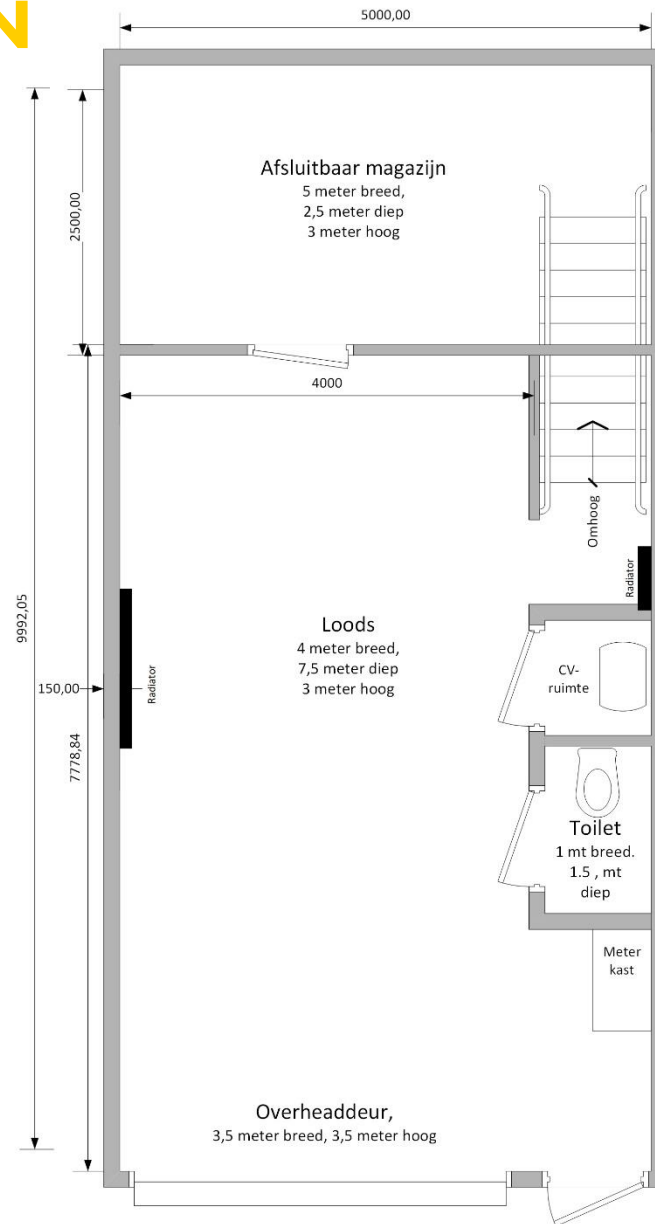 5000,00
Afsluitbaar magazijn
5 meter breed,
2,5 meter diep
3 meter hoog
2500,00
4000
Omhoog
Radiator
Loods
4 meter breed,
7,5 meter diep
3 meter hoog
CV-
ruimte
9992,05
150,00
Radiator
7778,84
Toilet
1 mt breed.
1.5 , mt
diep
Meter
kast
Overheaddeur,
3,5 meter breed, 3,5 meter hoog